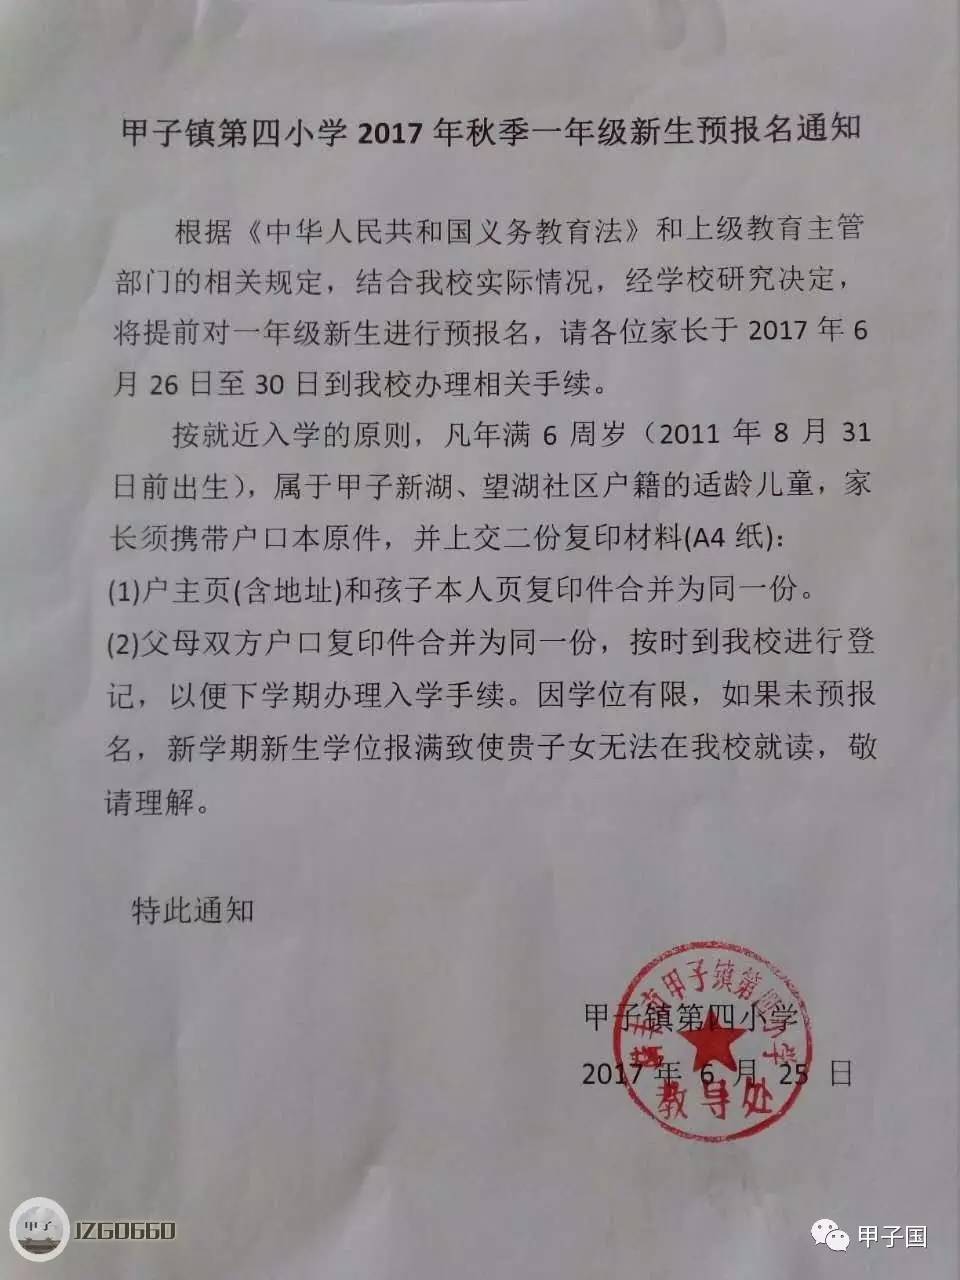 甲子镇第四小学 2017 年秋季一年级新生预报名通知
根据《中华人民共和国义务教育法》和上级教育主管
部门的相关规定，结合我校实际情况，经学校研究决定，
将提前对一年级新生进行预报名，请各位家长于 2017 年 6
月 26 日至 30 日到我校办理相关手续。
按就近入学的原则，凡年满 6 周岁（2011 年 8 月 31
日前出生），属于甲子新湖、望湖社区户籍的适龄儿童，家
长须携带户口本原件，并上交二份复印材料(A4 纸)：
(1)户主页(含地址)和孩子本人页复印件合并为同一份。
(2)父母双方户口复印件合并为同一份，按时到我校进行登
记，以便下学期办理入学手续。因学位有限，如果未预报
名，新学期新生学位报满致使贵子女无法在我校就读，敬
请理解。
特此通知
甲子镇第四小学
2017 年 6 月 25 日
市甲子镇第四小学
教导处
甲子 JZ60660
甲子国